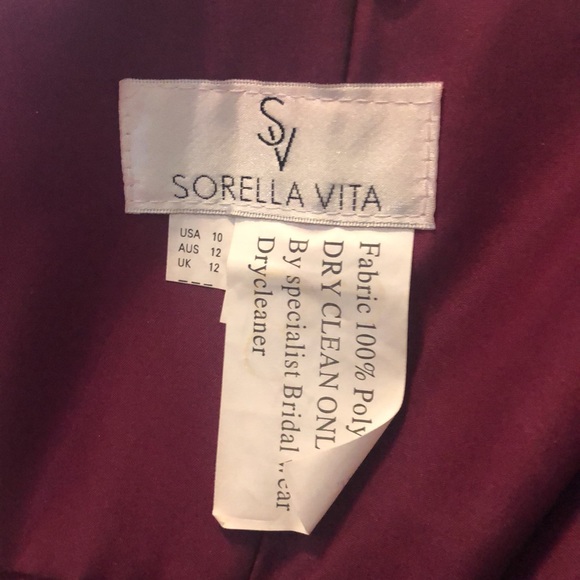 SV
SORELLA VITA
USA 10
AUS 12
UK 12
Fabric 100% Poly
DRY CLEAN ONL
By specialist Bridal
Drycleaner